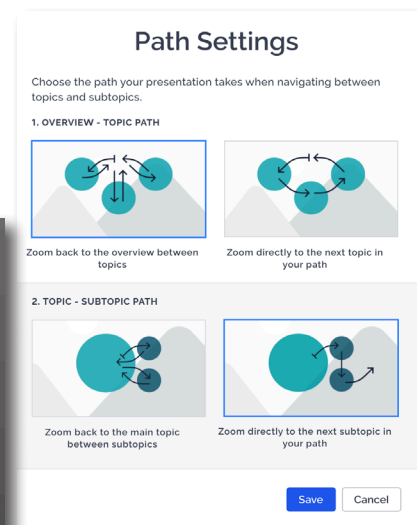 Path Settings
Choose the path your presentation takes when navigating between
topics and subtopics.
1. OVERVIEW - TOPIC PATH
Zoom back to the overview between
topics
Zoom directly to the next topic in
your path
2. TOPIC - SUBTOPIC PATH
Zoom back to the main topic
between subtopics
Zoom directly to the next subtopic in
your path
Save
Cancel